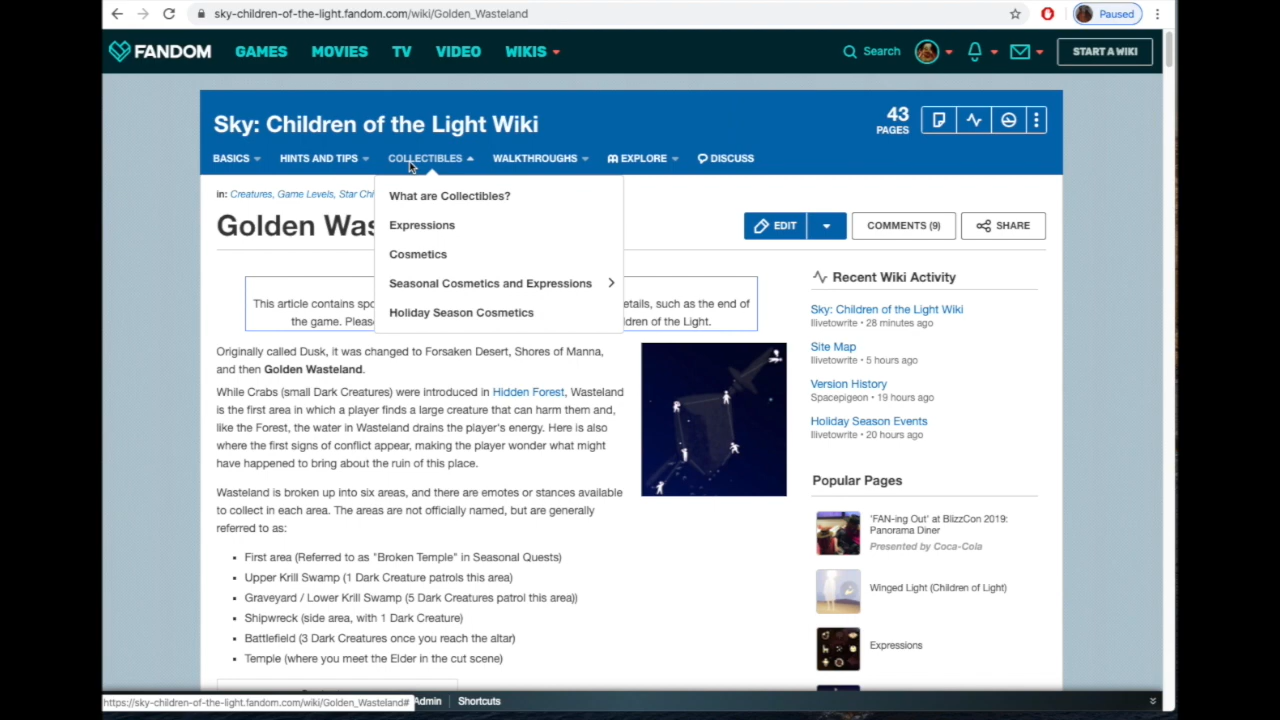 sky-children-of-the-light.fandom.com/wiki/Golden_Wasteland
Paused
FANDOM
GAMES
MOVIES
TV
VIDEO
WIKIS
Search
START A WIKI
Sky: Children of the Light Wiki
43
PAGES
BASICS
HINTS AND TIPS
COLLECTIBLES
WALKTHROUGHS
EXPLORE
DISCUSS
in: Creatures, Game Levels, Star Chi
What are Collectibles?
Expressions
Cosmetics
Seasonal Cosmetics and Expressions
Holiday Season Cosmetics
Golden Was
EDIT
COMMENTS (9)
SHARE
This article contains spo etails, such as the end of
the game. Pleas ldren of the Light.
Originally called Dusk, it was changed to Forsaken Desert, Shores of Manna,
and then Golden Wasteland.
While Crabs (small Dark Creatures) were introduced in Hidden Forest, Wasteland
is the first area in which a player finds a large creature that can harm them and,
like the Forest, the water in Wasteland drains the player's energy. Here is also
where the first signs of conflict appear, making the player wonder what might
have happened to bring about the ruin of this place.
Wasteland is broken up into six areas, and there are emotes or stances available
to collect in each area. The areas are not officially named, but are generally
referred to as:
First area (Referred to as "Broken Temple" in Seasonal Quests)
Upper Krill Swamp (1 Dark Creature patrols this area)
Graveyard / Lower Krill Swamp (5 Dark Creatures patrol this area))
Shipwreck (side area, with 1 Dark Creature)
Battlefield (3 Dark Creatures once you reach the altar)
Temple (where you meet the Elder in the cut scene)
Recent Wiki Activity
Sky: Children of the Light Wiki
Ilivetowrite • 28 minutes ago
Site Map
Ilivetowrite • 5 hours ago
Version History
Spacepigeon • 19 hours ago
Holiday Season Events
Ilivetowrite • 20 hours ago
Popular Pages
'FAN-ing Out' at BlizzCon 2019:
Panorama Diner
Presented by Coca-Cola
Winged Light (Children of Light)
Expressions
https://sky-children-of-the-light.fandom.com/wiki/Golden_Wasteland#
Admin
Shortcuts